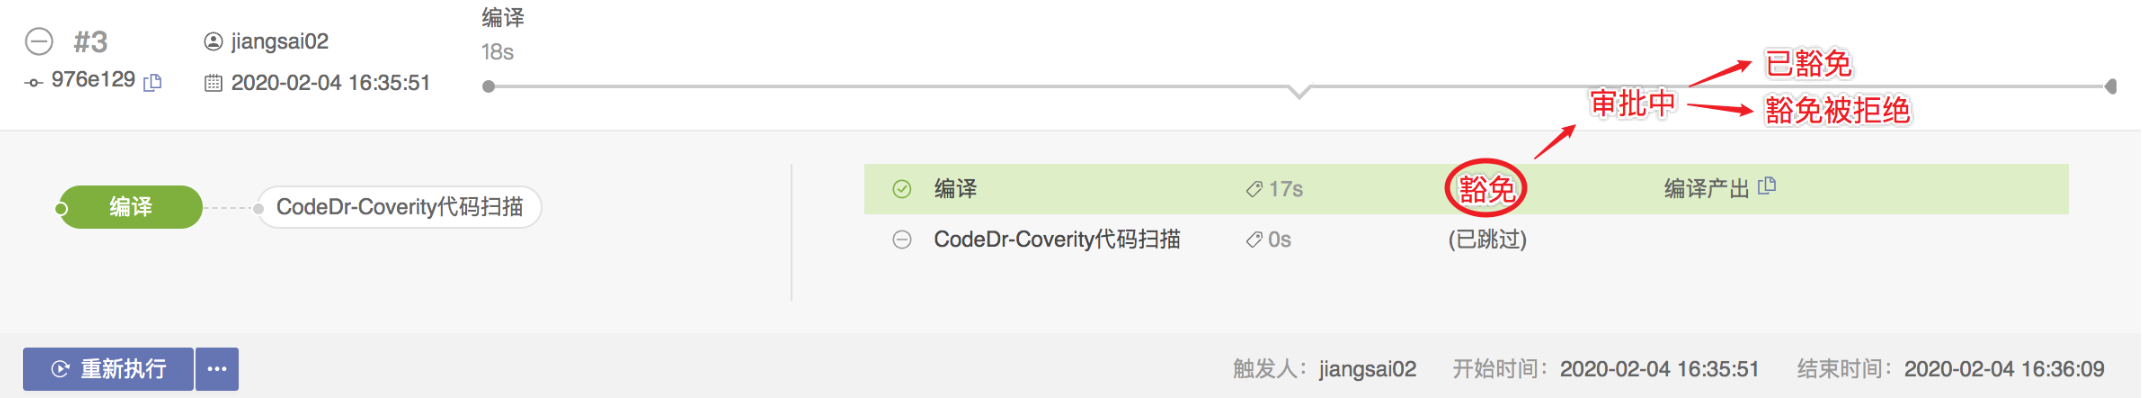 #3
jiangsai02
976e129
2020-02-04 16:35:51
编译
18s
已豁免
审批中
豁免被拒绝
编译
CodeDr-Coverity代码扫描
编译
17s
豁免
编译产出
CodeDr-Coverity代码扫描
0s
(已跳过)
重新执行
触发人：jiangsai02
开始时间：2020-02-04 16:35:51
结束时间：2020-02-04 16:36:09